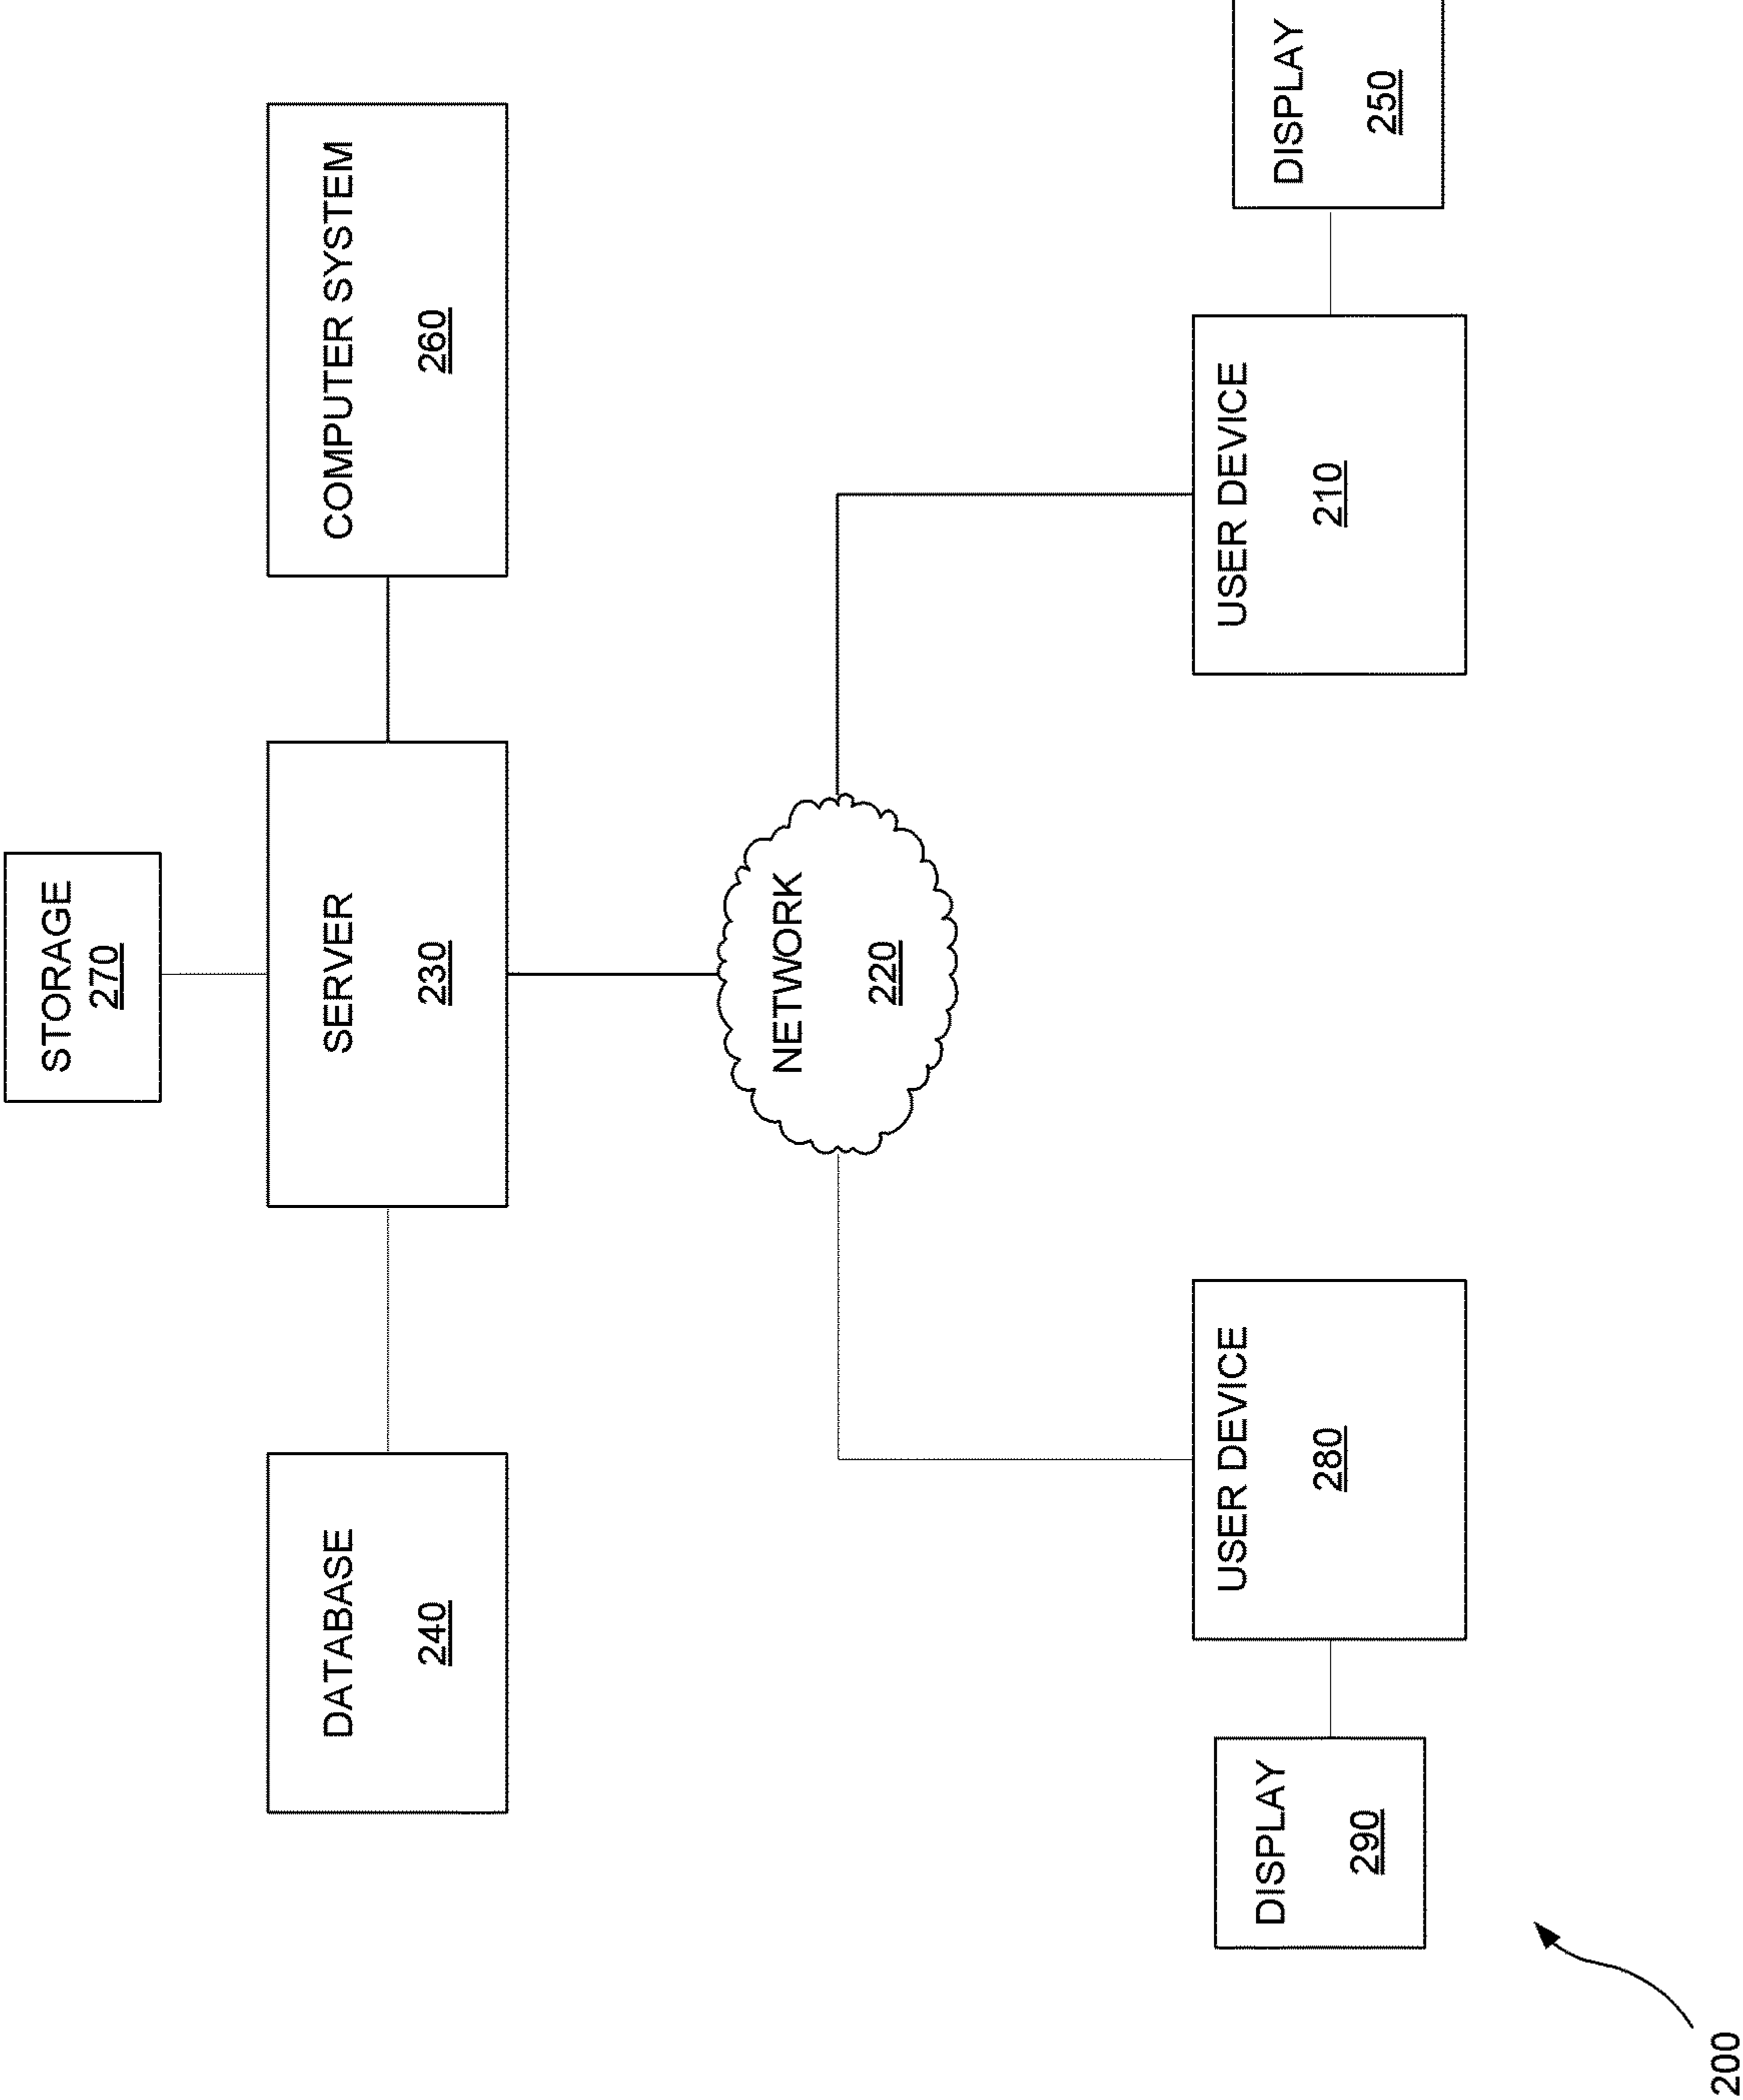 STORAGE
270
DATABASE
240
SERVER
230
COMPUTER SYSTEM
260
NETWORK
220
USER DEVICE
280
USER DEVICE
210
DISPLAY
290
DISPLAY
250
200